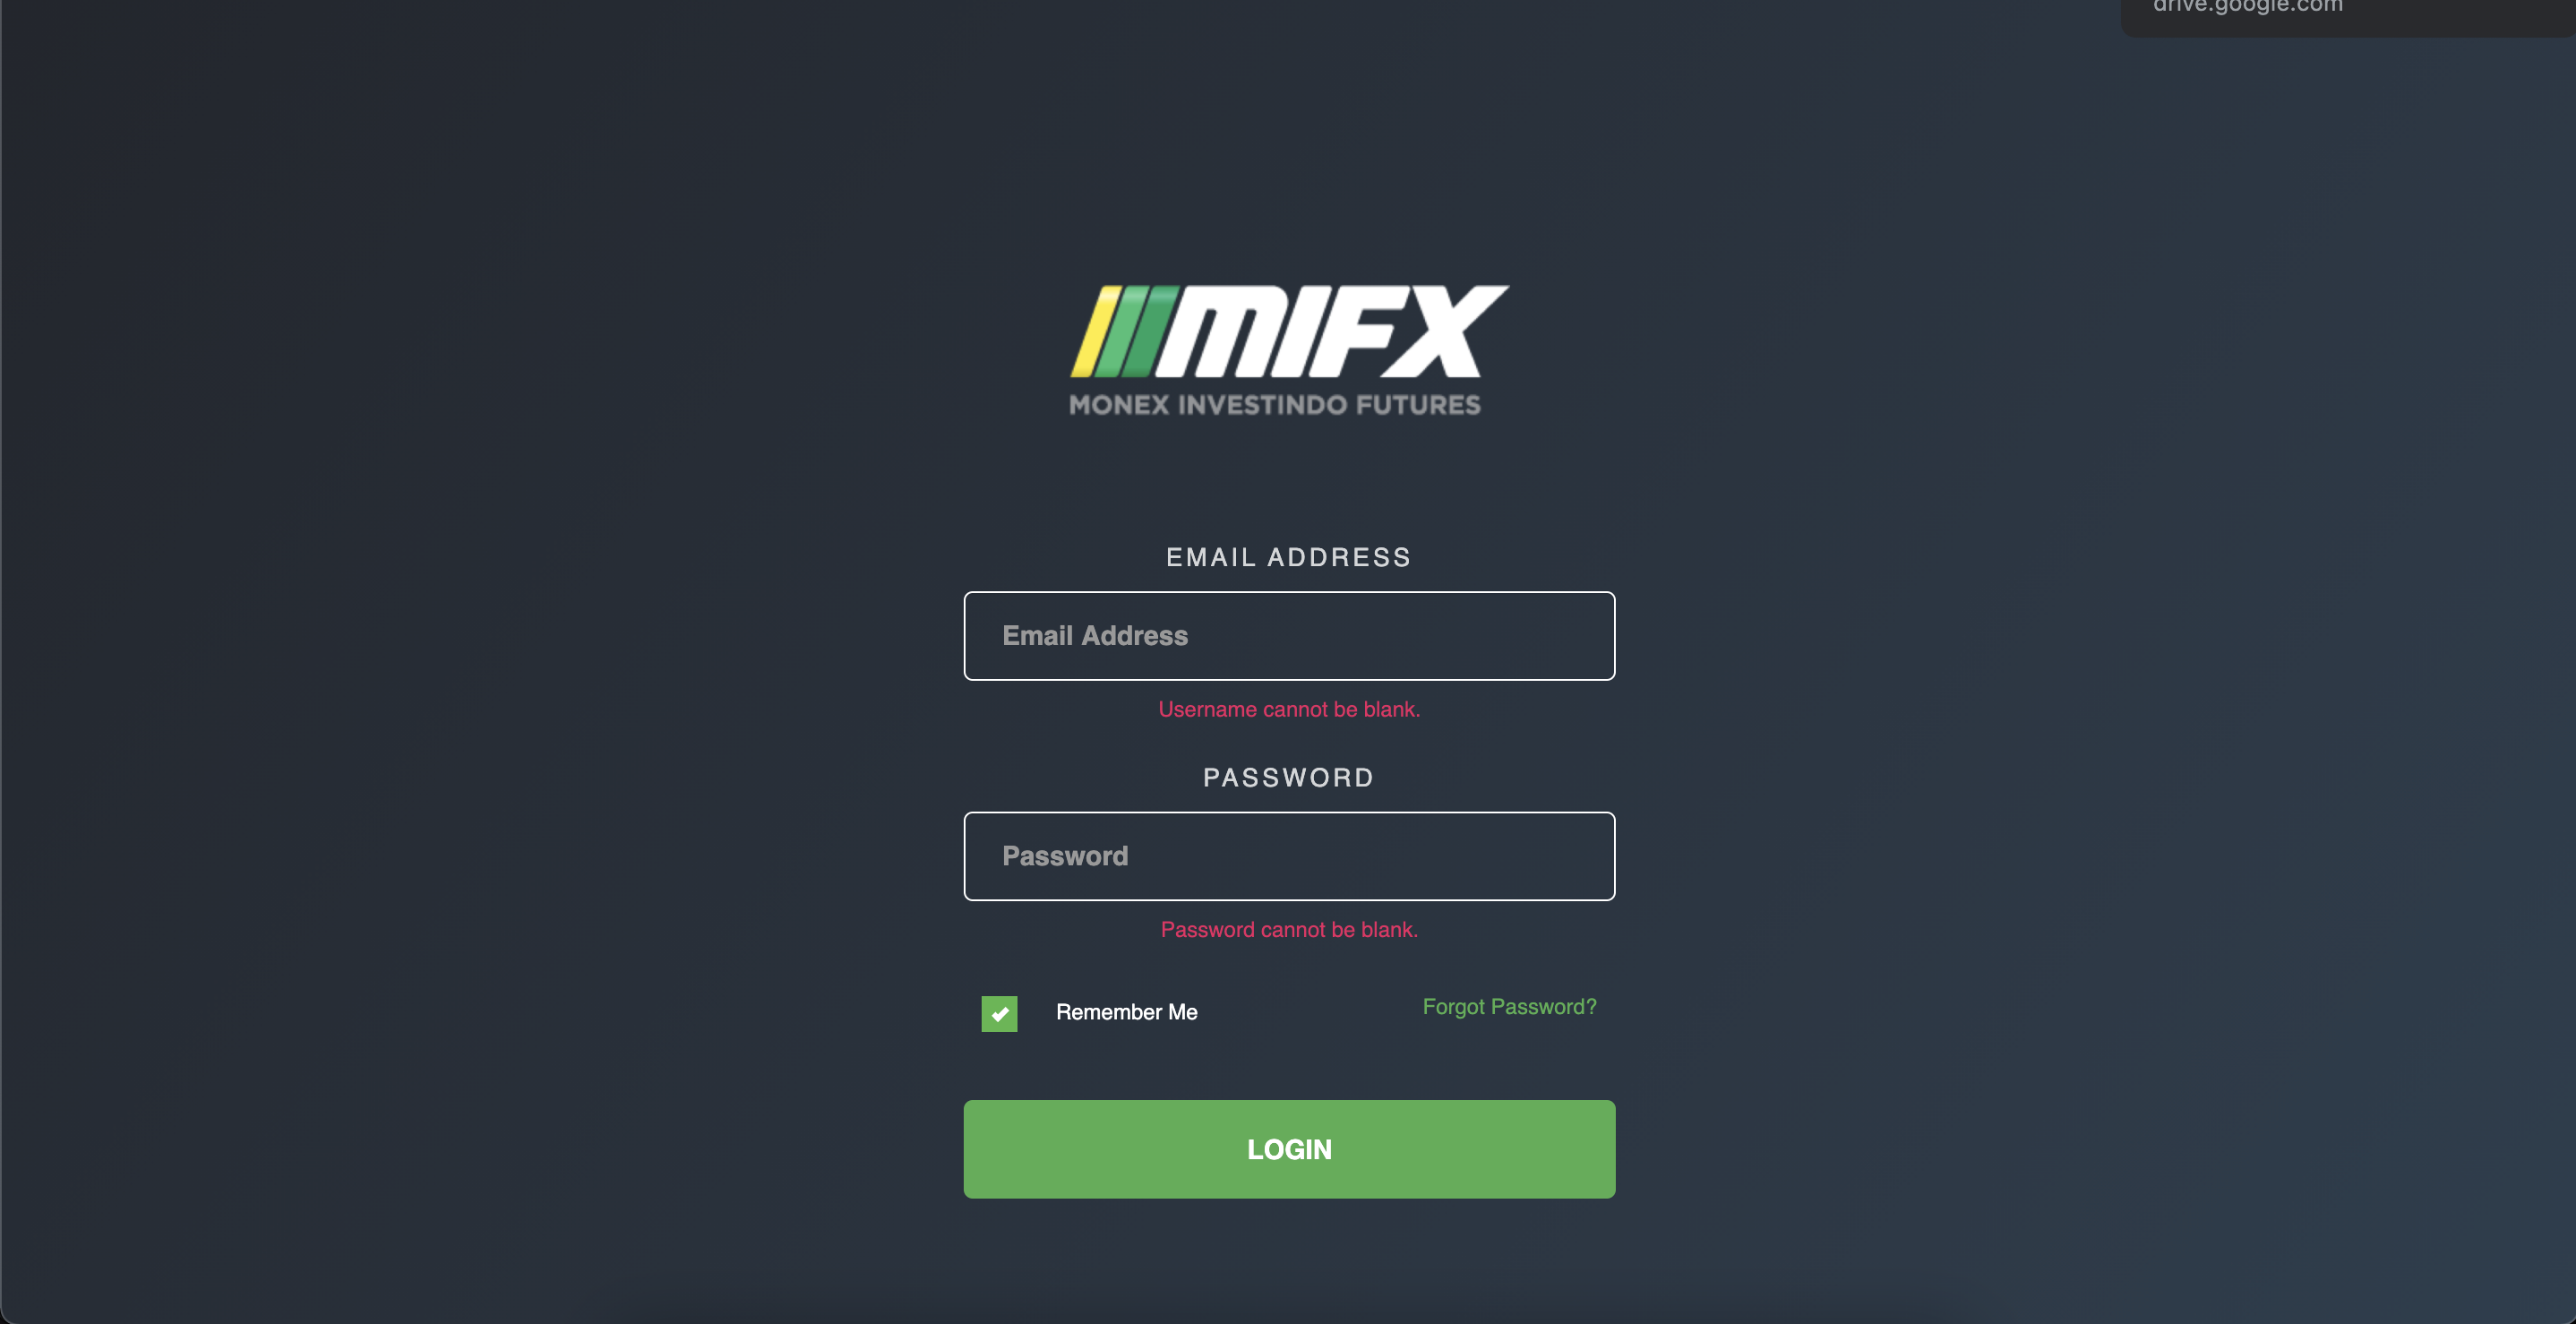 drive.google.com
MIFX
MONEX INVESTINDO FUTURES
EMAIL ADDRESS
Email Address
Username cannot be blank.
PASSWORD
Password
Password cannot be blank.
Remember Me
Forgot Password?
LOGIN